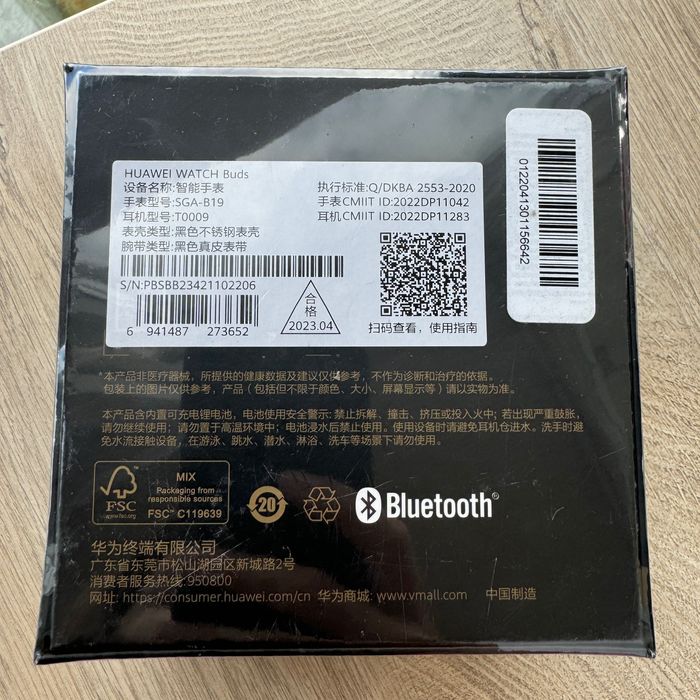 HUAWEI WATCH Buds
设备名称:智能手表
手表型号:SGA-B19
耳机型号:T0009
表壳类型:黑色不锈钢表壳
腕带类型:黑色真皮表带
执行标准:Q/DKBA 2553-2020
手表CMIIT ID:2022DP11042
耳机CMIIT ID:2022DP11283
S/N:PBSBB23421102206
6 941487 273652
合格
2023.04
扫码查看，使用指南
0122041301156642
*本产品非医疗器械，所提供的健康数据及建议仅供参考，不作为诊断和治疗的依据。
包装上的图片仅供参考，产品（包括但不限于颜色、大小、屏幕显示等）请以实物为准。
本产品含内置可充电锂电池，电池使用安全警示: 禁止拆解、撞击、挤压或投入火中；若出现严重鼓胀，
请勿继续使用；请勿置于高温环境中；电池浸水后禁止使用。使用设备时请避免耳机仓进水。洗手时避
免水流接触设备，在游泳、跳水、潜水、淋浴、洗车等场景下请勿使用。
FSC
www.fsc.org
MIX
Packaging from
responsible sources
FSC™ C119639
20
Bluetooth®
华为终端有限公司
广东省东莞市松山湖园区新城路2号
消费者服务热线: 950800
网址: https://consumer.huawei.com/cn 华为商城: www.vmall.com 中国制造